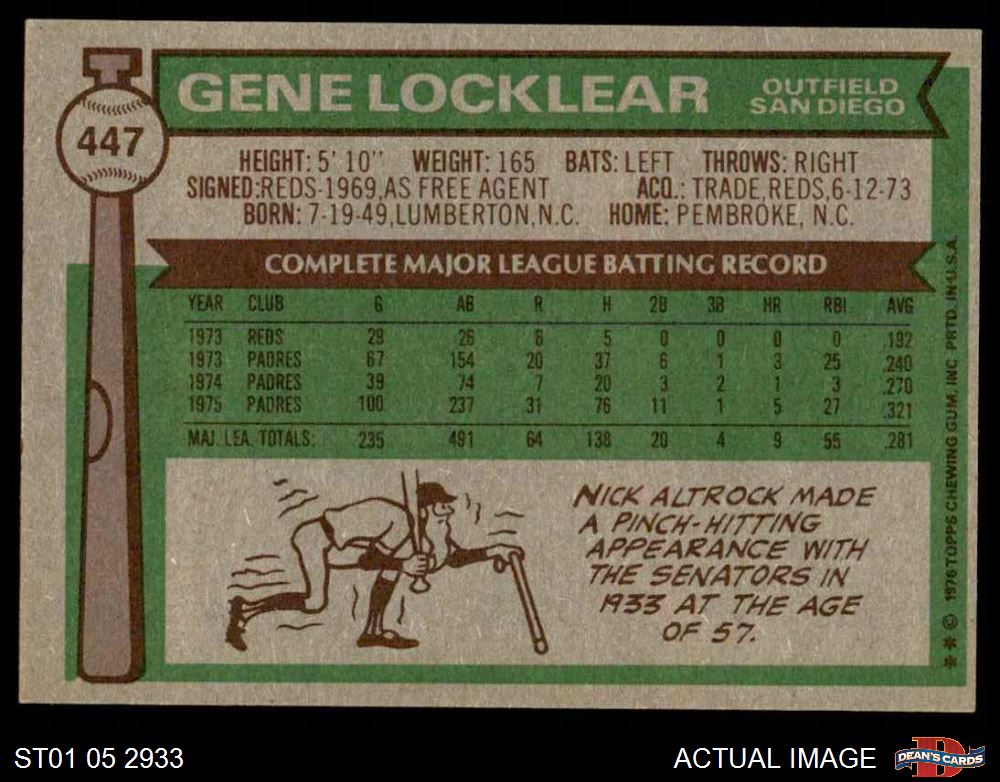 GENE LOCKLEAR
OUTFIELD
SAN DIEGO
447
HEIGHT: 5' 10" WEIGHT: 165 BATS: LEFT THROWS: RIGHT
SIGNED:REDS-1969,AS FREE AGENT ACQ.: TRADE,REDS,6-12-73
BORN: 7-19-49,LUMBERTON,N.C. HOME: PEMBROKE, N.C.
COMPLETE MAJOR LEAGUE BATTING RECORD
YEAR CLUB G AB R H 2B 3B HR RBI AVG
1973 REDS 29 26 6 5 0 0 0 0 .192
1973 PADRES 67 154 20 37 6 1 3 25 .240
1974 PADRES 39 74 7 20 3 2 1 3 .270
1975 PADRES 100 237 31 76 11 1 5 27 .321
MAJ. LEA. TOTALS: 235 491 64 138 20 4 9 55 .281
NICK ALTROCK MADE
A PINCH-HITTING
APPEARANCE WITH
THE SENATORS IN
1933 AT THE AGE
OF 57.
** © 1976 TOPPS CHEWING GUM, INC PRTD. IN U.S.A.
ST01 05 2933
ACTUAL IMAGE
D
DEAN'S CARDS